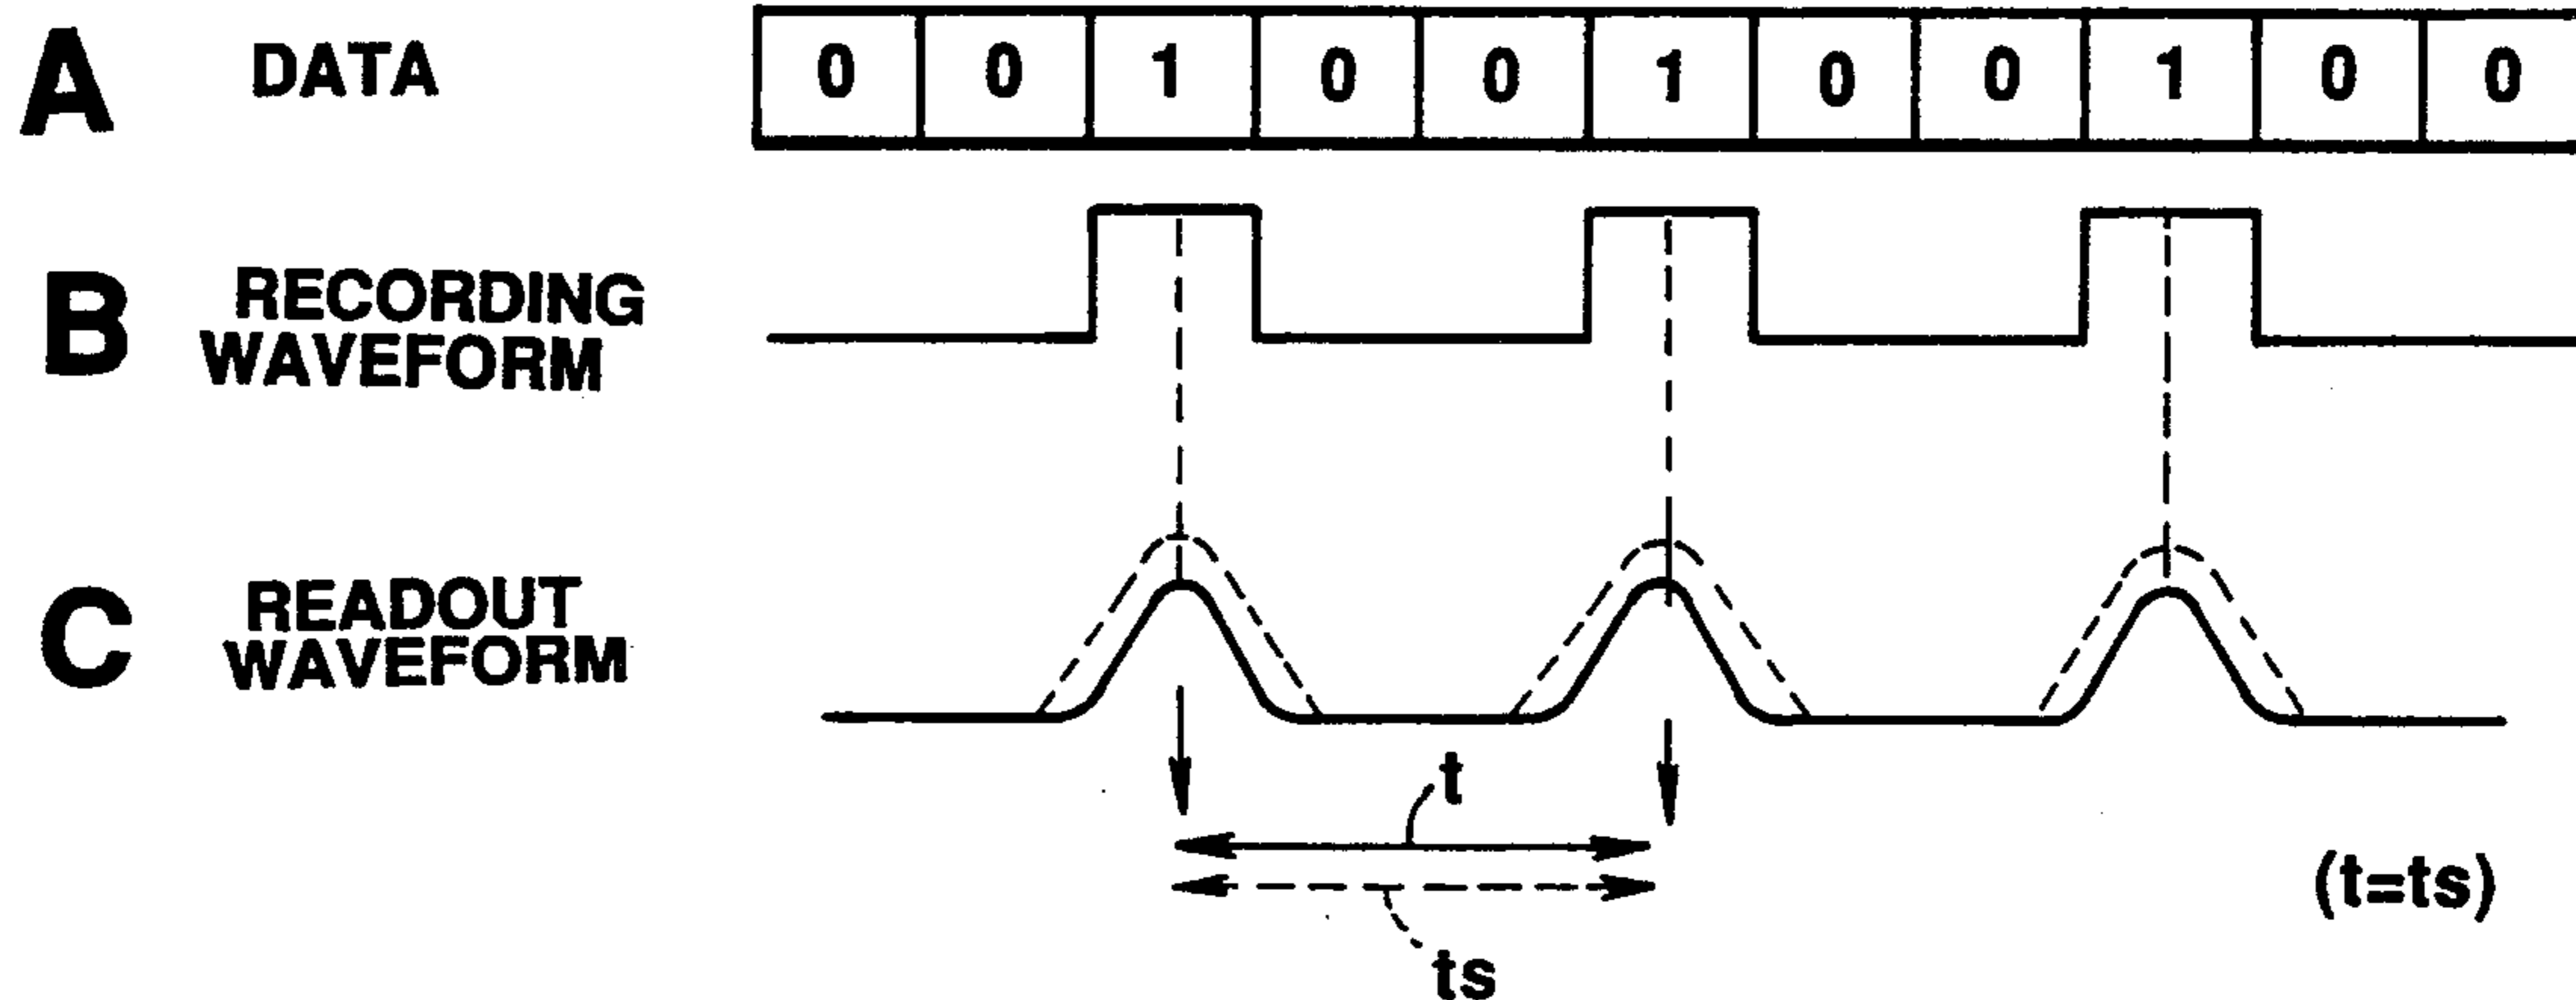 A DATA 0 0 1 0 0 1 0 0 1 0 0
B RECORDING
WAVEFORM
C READOUT
WAVEFORM
t
(t=ts)
ts